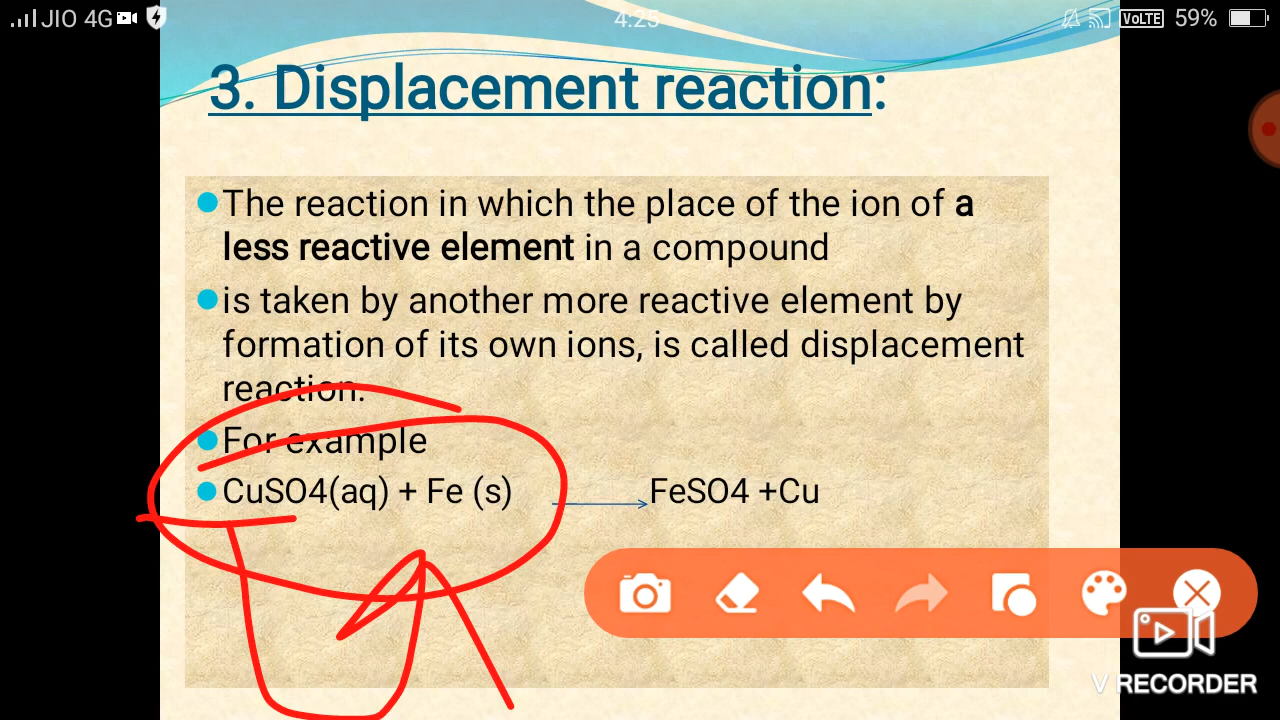 JIO 4G 4:25 VoLTE 59%
3. Displacement reaction:
The reaction in which the place of the ion of a
less reactive element in a compound
is taken by another more reactive element by
formation of its own ions, is called displacement
reaction.
For example
CuSO4(aq) + Fe (s) FeSO4 +Cu
V RECORDER